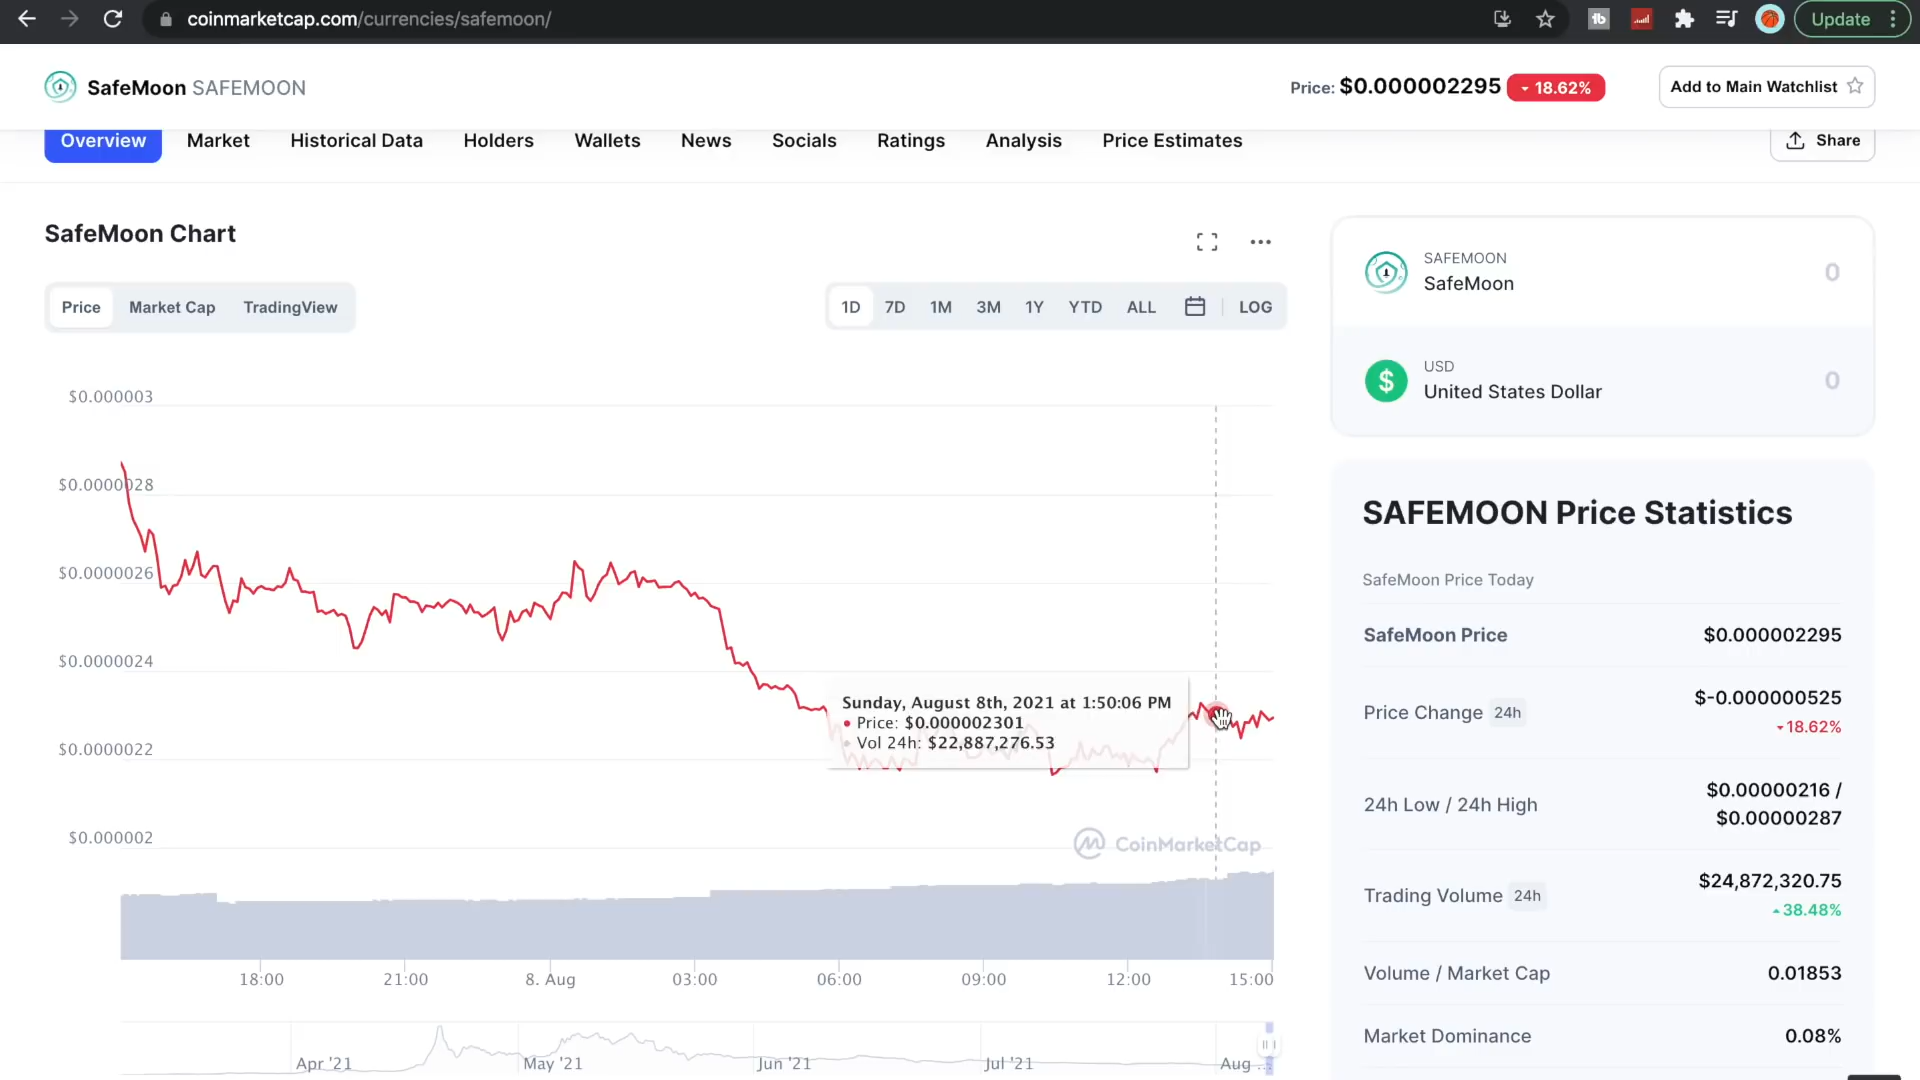 coinmarketcap.com/currencies/safemoon/
Update
SafeMoon SAFEMOON
Price: $0.000002295 18.62%
Add to Main Watchlist
Overview Market Historical Data Holders Wallets News Socials Ratings Analysis Price Estimates
Share
SafeMoon Chart
Price Market Cap TradingView
1D 7D 1M 3M 1Y YTD ALL LOG
$0.000003
$0.0000028
$0.0000026
$0.0000024
$0.0000022
$0.000002
Sunday, August 8th, 2021 at 1:50:06 PM
Price: $0.000002301
Vol 24h: $22,887,276.53
CoinMarketCap
18:00 21:00 8. Aug 03:00 06:00 09:00 12:00 15:00
Apr '21 May '21 Jun '21 Jul '21 Aug ...
SAFEMOON
SafeMoon
0
USD
United States Dollar
0
SAFEMOON Price Statistics
SafeMoon Price Today
SafeMoon Price $0.000002295
Price Change 24h $-0.000000525
18.62%
24h Low / 24h High $0.00000216 /
$0.00000287
Trading Volume 24h $24,872,320.75
38.48%
Volume / Market Cap 0.01853
Market Dominance 0.08%